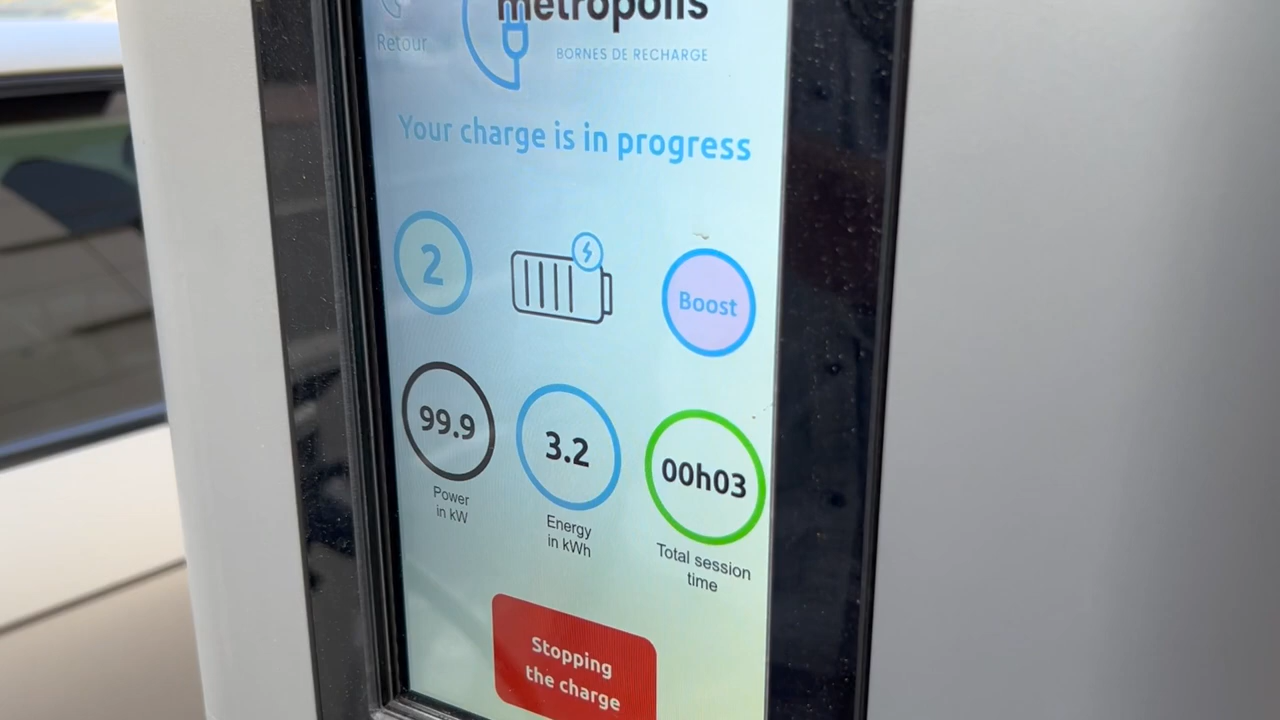 metropolis
Retour
BORNES DE RECHARGE
Your charge is in progress
2
Boost
99.9
3.2
00h03
Power
in kW
Energy
in kWh
Total session
time
Stopping
the charge